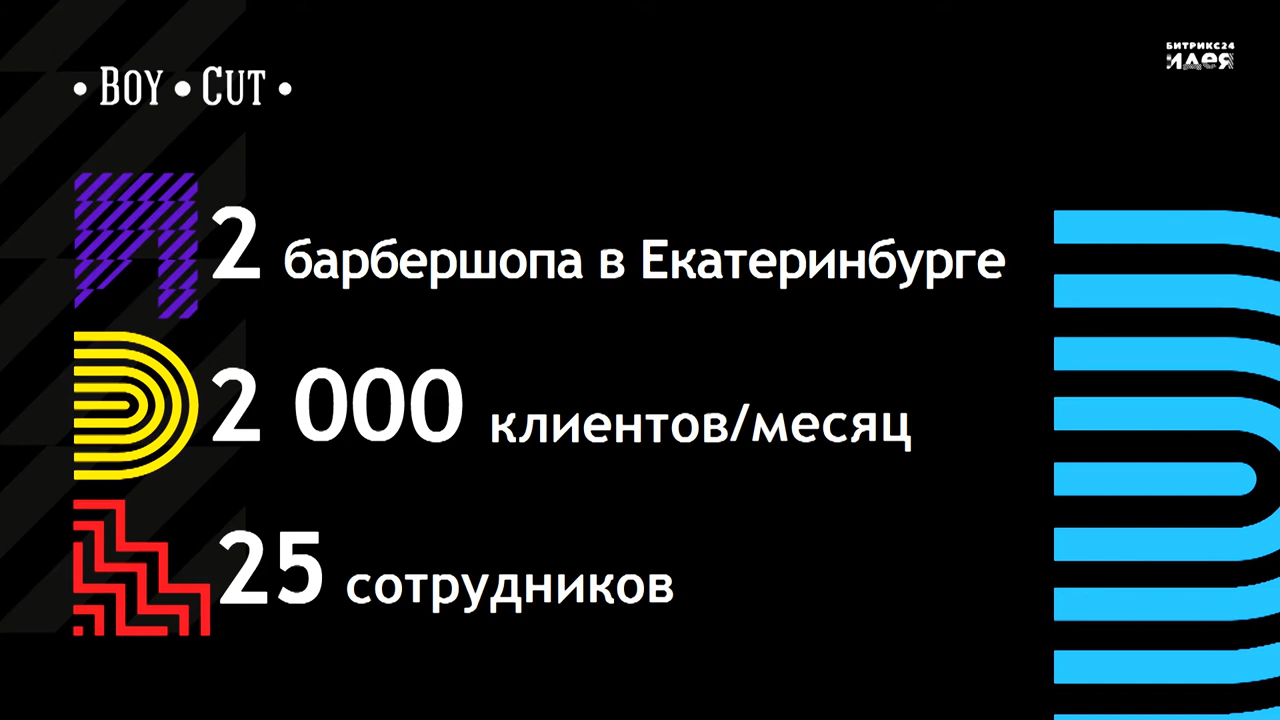 • BOY • CUT •
БИТРИКС24
идея
2 барбершопа в Екатеринбурге
2 000 клиентов/месяц
25 сотрудников